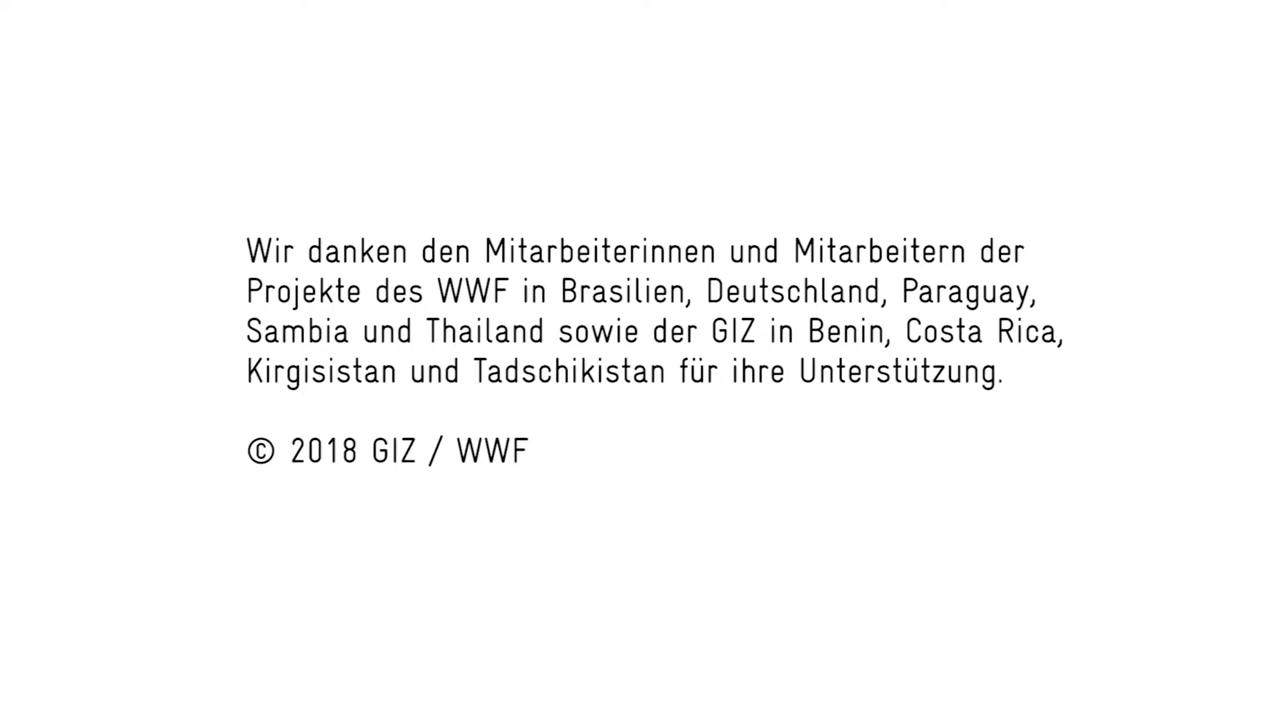 Wir danken den Mitarbeiterinnen und Mitarbeitern der
Projekte des WWF in Brasilien, Deutschland, Paraguay,
Sambia und Thailand sowie der GIZ in Benin, Costa Rica,
Kirgisistan und Tadschikistan für ihre Unterstützung.
© 2018 GIZ / WWF